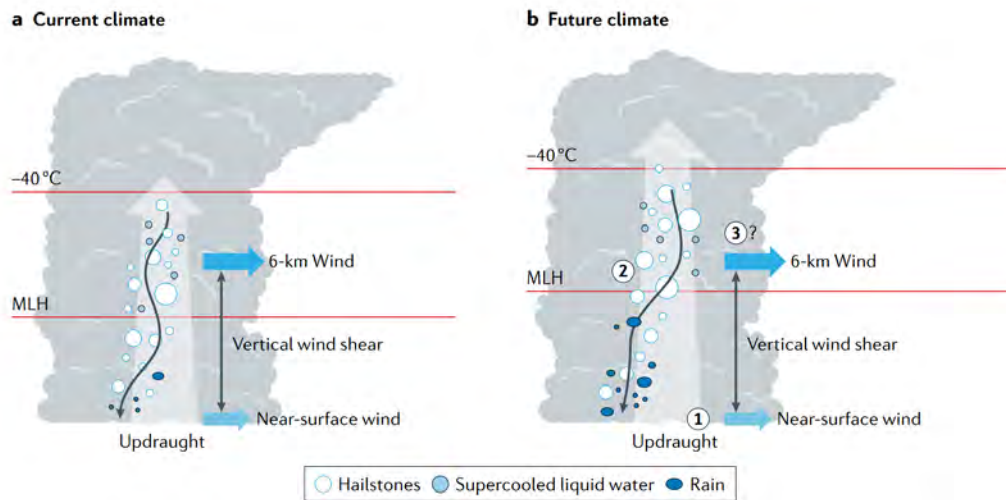 a Current climate
–40 °C
6-km Wind
MLH
Vertical wind shear
Near-surface wind
Updraught
b Future climate
–40 °C
3 ?
6-km Wind
2
MLH
Vertical wind shear
1
Near-surface wind
Updraught
Hailstones Supercooled liquid water Rain